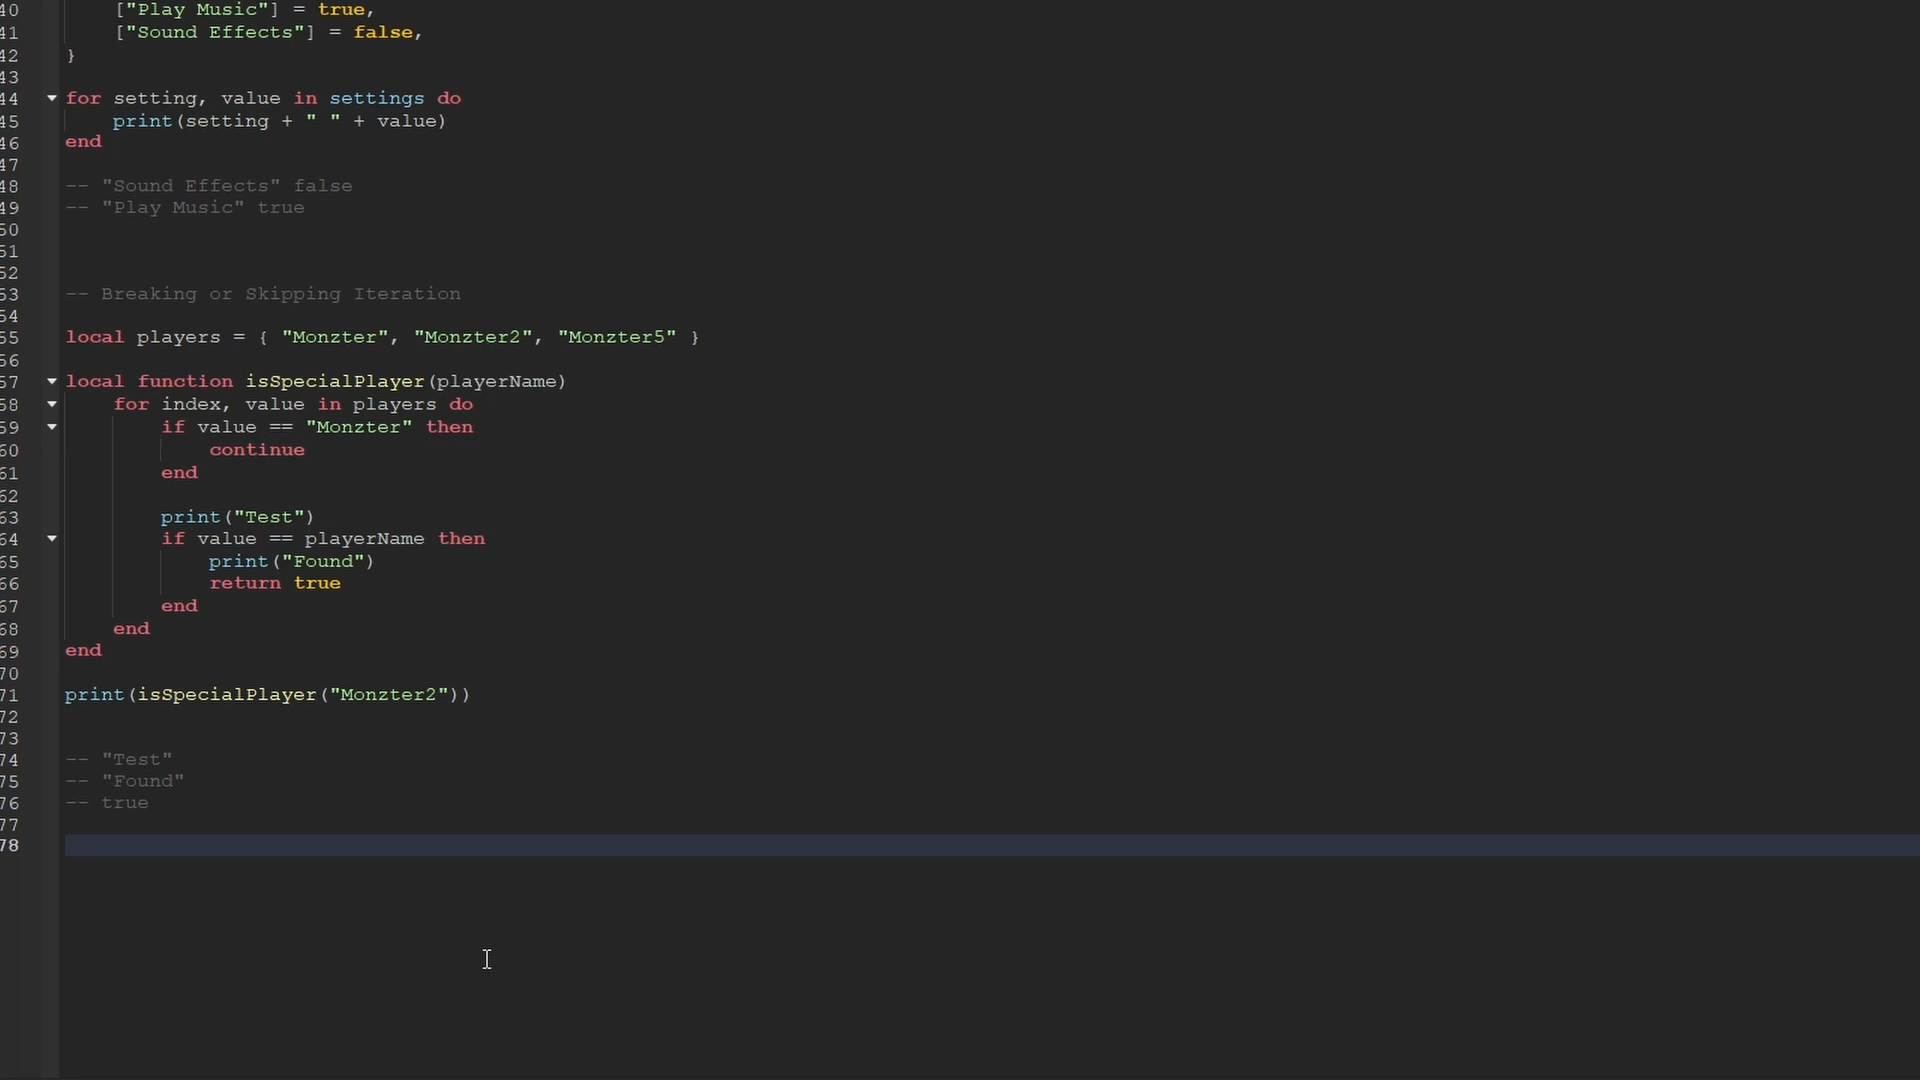 40 ["Play Music"] = true,
41 ["Sound Effects"] = false,
42 }
43
44 for setting, value in settings do
45 print(setting + " " + value)
46 end
47
48 -- "Sound Effects" false
49 -- "Play Music" true
50
51
52
53 -- Breaking or Skipping Iteration
54
55 local players = { "Monzter", "Monzter2", "Monzter5" }
56
57 local function isSpecialPlayer(playerName)
58 for index, value in players do
59 if value == "Monzter" then
60 continue
61 end
62
63 print("Test")
64 if value == playerName then
65 print("Found")
66 return true
67 end
68 end
69 end
70
71 print(isSpecialPlayer("Monzter2"))
72
73
74 -- "Test"
75 -- "Found"
76 -- true
77
78